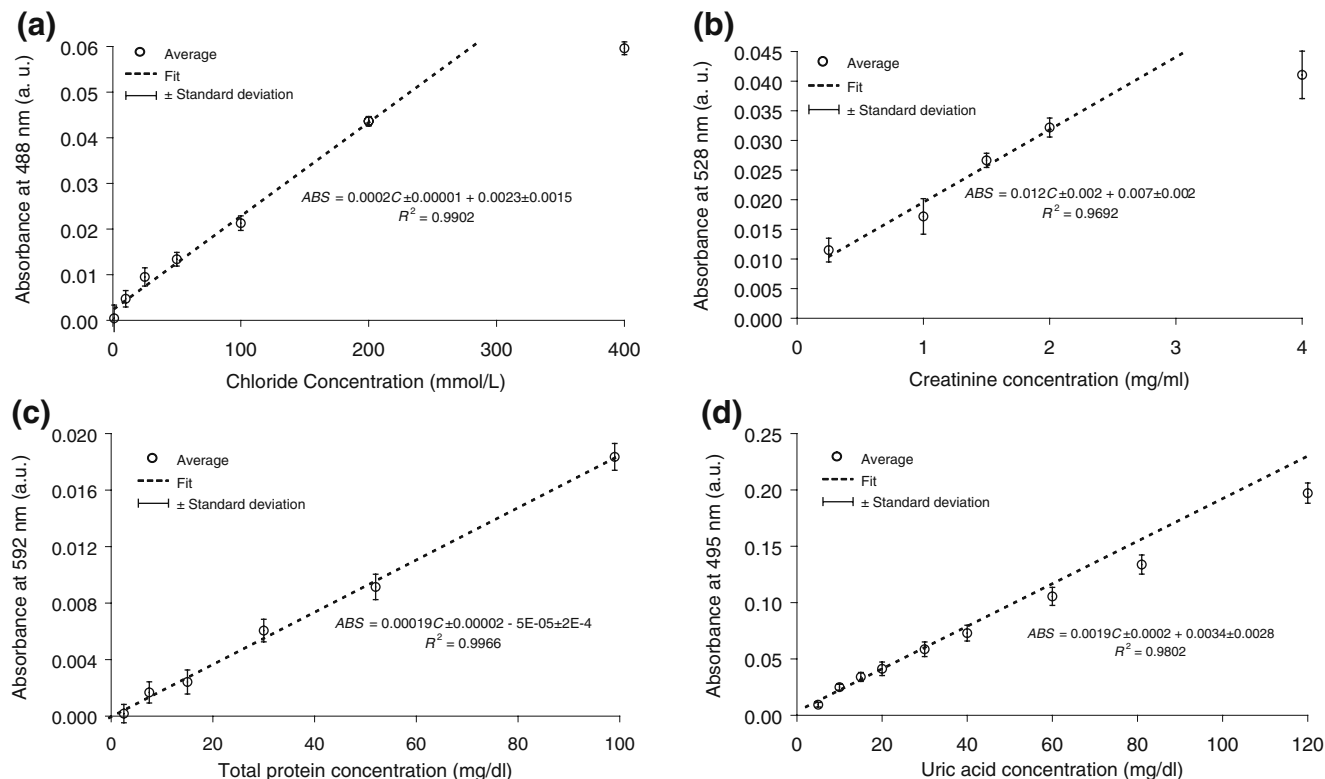 (a)
Absorbance at 488 nm (a. u.)
0.06
0.05
0.04
0.03
0.02
0.01
0.00
Average
Fit
± Standard deviation
ABS = 0.0002C±0.00001 + 0.0023±0.0015
R² = 0.9902
0 100 200 300 400
Chloride Concentration (mmol/L)
(b)
Absorbance at 528 nm (a. u.)
0.045
0.040
0.035
0.030
0.025
0.020
0.015
0.010
0.005
0.000
Average
Fit
± Standard deviation
ABS = 0.012C±0.002 + 0.007±0.002
R² = 0.9692
0 1 2 3 4
Creatinine concentration (mg/ml)
(c)
Absorbance at 592 nm (a.u.)
0.020
0.016
0.012
0.008
0.004
0.000
Average
Fit
± Standard deviation
ABS = 0.00019C±0.00002 - 5E-05±2E-4
R² = 0.9966
0 20 40 60 80 100
Total protein concentration (mg/dl)
(d)
Absorbance at 495 nm (a.u.)
0.25
0.20
0.15
0.10
0.05
0.00
Average
Fit
± Standard deviation
ABS = 0.0019C±0.0002 + 0.0034±0.0028
R² = 0.9802
0 20 40 60 80 100 120
Uric acid concentration (mg/dl)